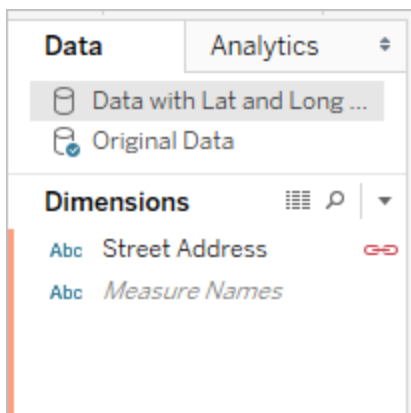 Data Analytics
Data with Lat and Long ...
Original Data
Dimensions
Abc Street Address
Abc Measure Names